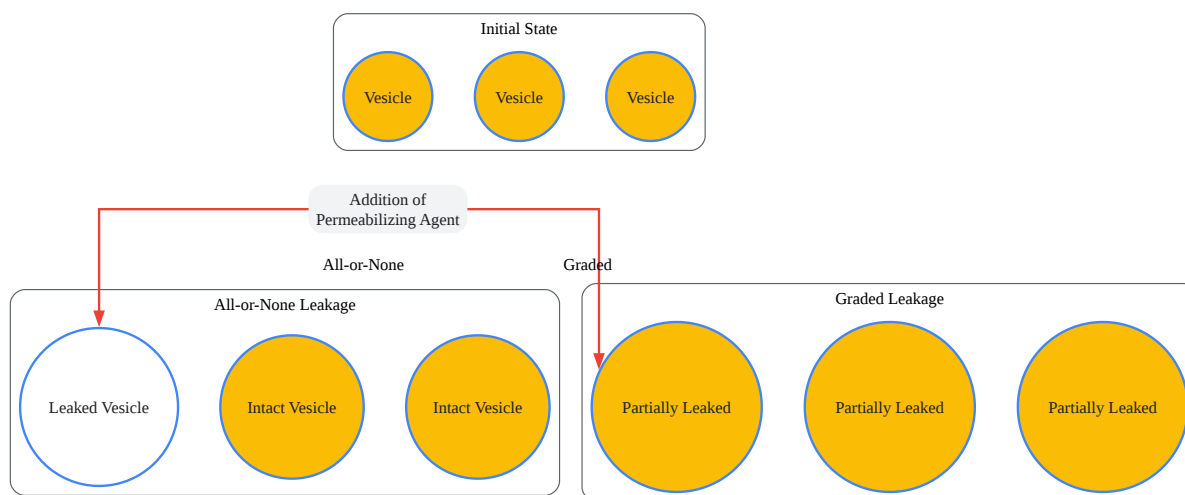 Initial State
Vesicle
Vesicle
Vesicle
Addition of
Permeabilizing Agent
All-or-None
Graded
All-or-None Leakage
Leaked Vesicle
Intact Vesicle
Intact Vesicle
Graded Leakage
Partially Leaked
Partially Leaked
Partially Leaked